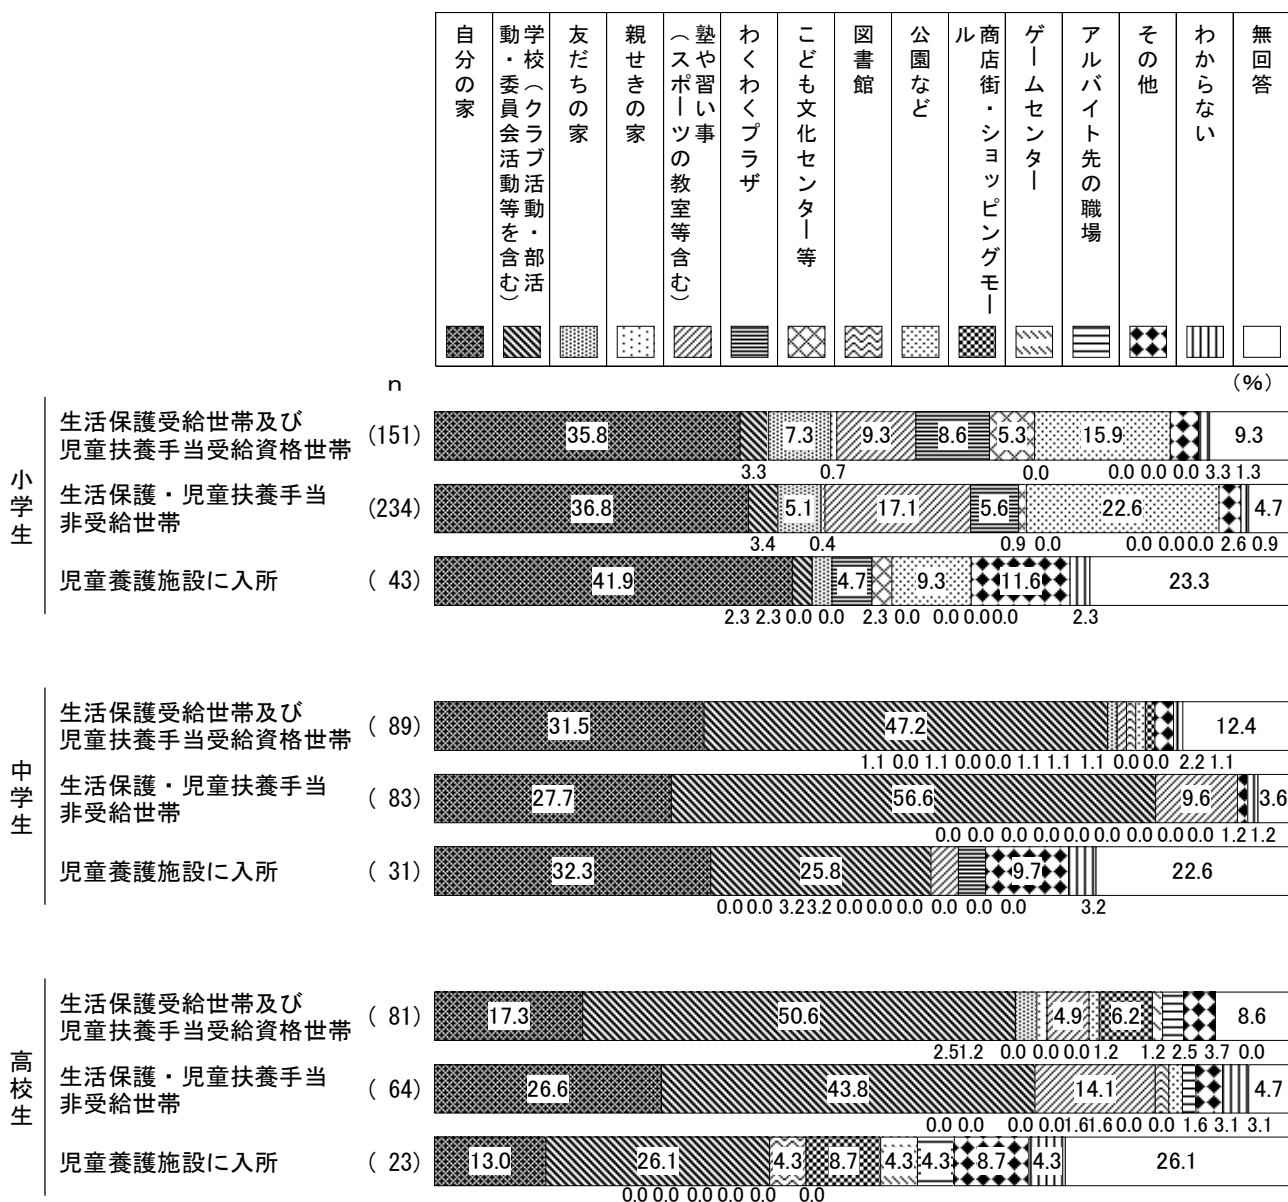 自分の家
学校（クラブ活動・部活
動・委員会活動等を含む）
友だちの家
親せきの家
塾や習い事
（スポーツの教室等含む）
わくわくプラザ
こども文化センター等
図書館
公園など
商店街・ショッピングモー
ル
ゲームセンター
アルバイト先の職場
その他
わからない
無回答
n
(%)
小学生
生活保護受給世帯及び
児童扶養手当受給資格世帯
(151)
35.8 7.3 9.3 8.6 5.3 15.9 9.3
3.3 0.7 0.0 0.0 0.0 0.0 3.3 1.3
生活保護・児童扶養手当
非受給世帯
(234)
36.8 5.1 17.1 5.6 22.6 4.7
3.4 0.4 0.9 0.0 0.0 0.0 0.0 2.6 0.9
児童養護施設に入所
( 43)
41.9 4.7 9.3 11.6 23.3
2.3 2.3 0.0 0.0 2.3 0.0 0.0 0.0 0.0 2.3
中学生
生活保護受給世帯及び
児童扶養手当受給資格世帯
( 89)
31.5 47.2 12.4
1.1 0.0 1.1 0.0 0.0 1.1 1.1 1.1 0.0 0.0 2.2 1.1
生活保護・児童扶養手当
非受給世帯
( 83)
27.7 56.6 9.6 3.6
0.0 0.0 0.0 0.0 0.0 0.0 0.0 0.0 0.0 1.2 1.2
児童養護施設に入所
( 31)
32.3 25.8 9.7 22.6
0.0 0.0 3.2 3.2 0.0 0.0 0.0 0.0 0.0 0.0 3.2
高校生
生活保護受給世帯及び
児童扶養手当受給資格世帯
( 81)
17.3 50.6 4.9 6.2 8.6
2.5 1.2 0.0 0.0 0.0 1.2 1.2 2.5 3.7 0.0
生活保護・児童扶養手当
非受給世帯
( 64)
26.6 43.8 14.1 4.7
0.0 0.0 0.0 0.0 1.6 1.6 0.0 0.0 1.6 3.1 3.1
児童養護施設に入所
( 23)
13.0 26.1 4.3 8.7 4.3 4.3 8.7 4.3 26.1
0.0 0.0 0.0 0.0 0.0 0.0